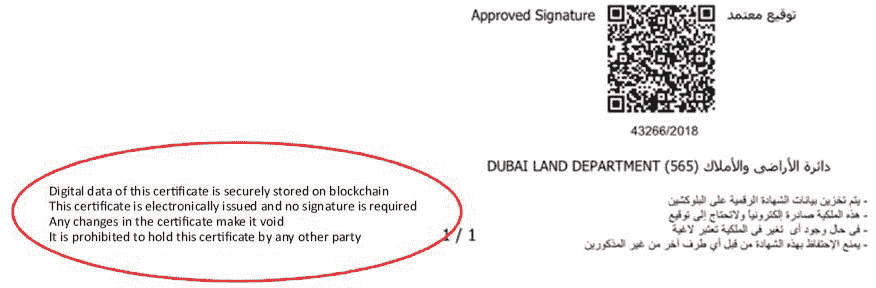 Approved Signature توقيع معتمد
43266/2018
DUBAI LAND DEPARTMENT (565) دائرة الأراضى والأملاك
Digital data of this certificate is securely stored on blockchain
This certificate is electronically issued and no signature is required
Any changes in the certificate make it void
It is prohibited to hold this certificate by any other party
1 / 1
- يتم تخزين بيانات الشهادة الرقمية على البلوكشين
- هذه الملكية صادرة إلكترونياً ولاتحتاج إلى توقيع
- فى حال وجود أى تغير فى الملكية تعتبر لاغية
- يمنع الإحتفاظ بهذه الشهادة من قبل أي طرف أخر من غير المذكورين